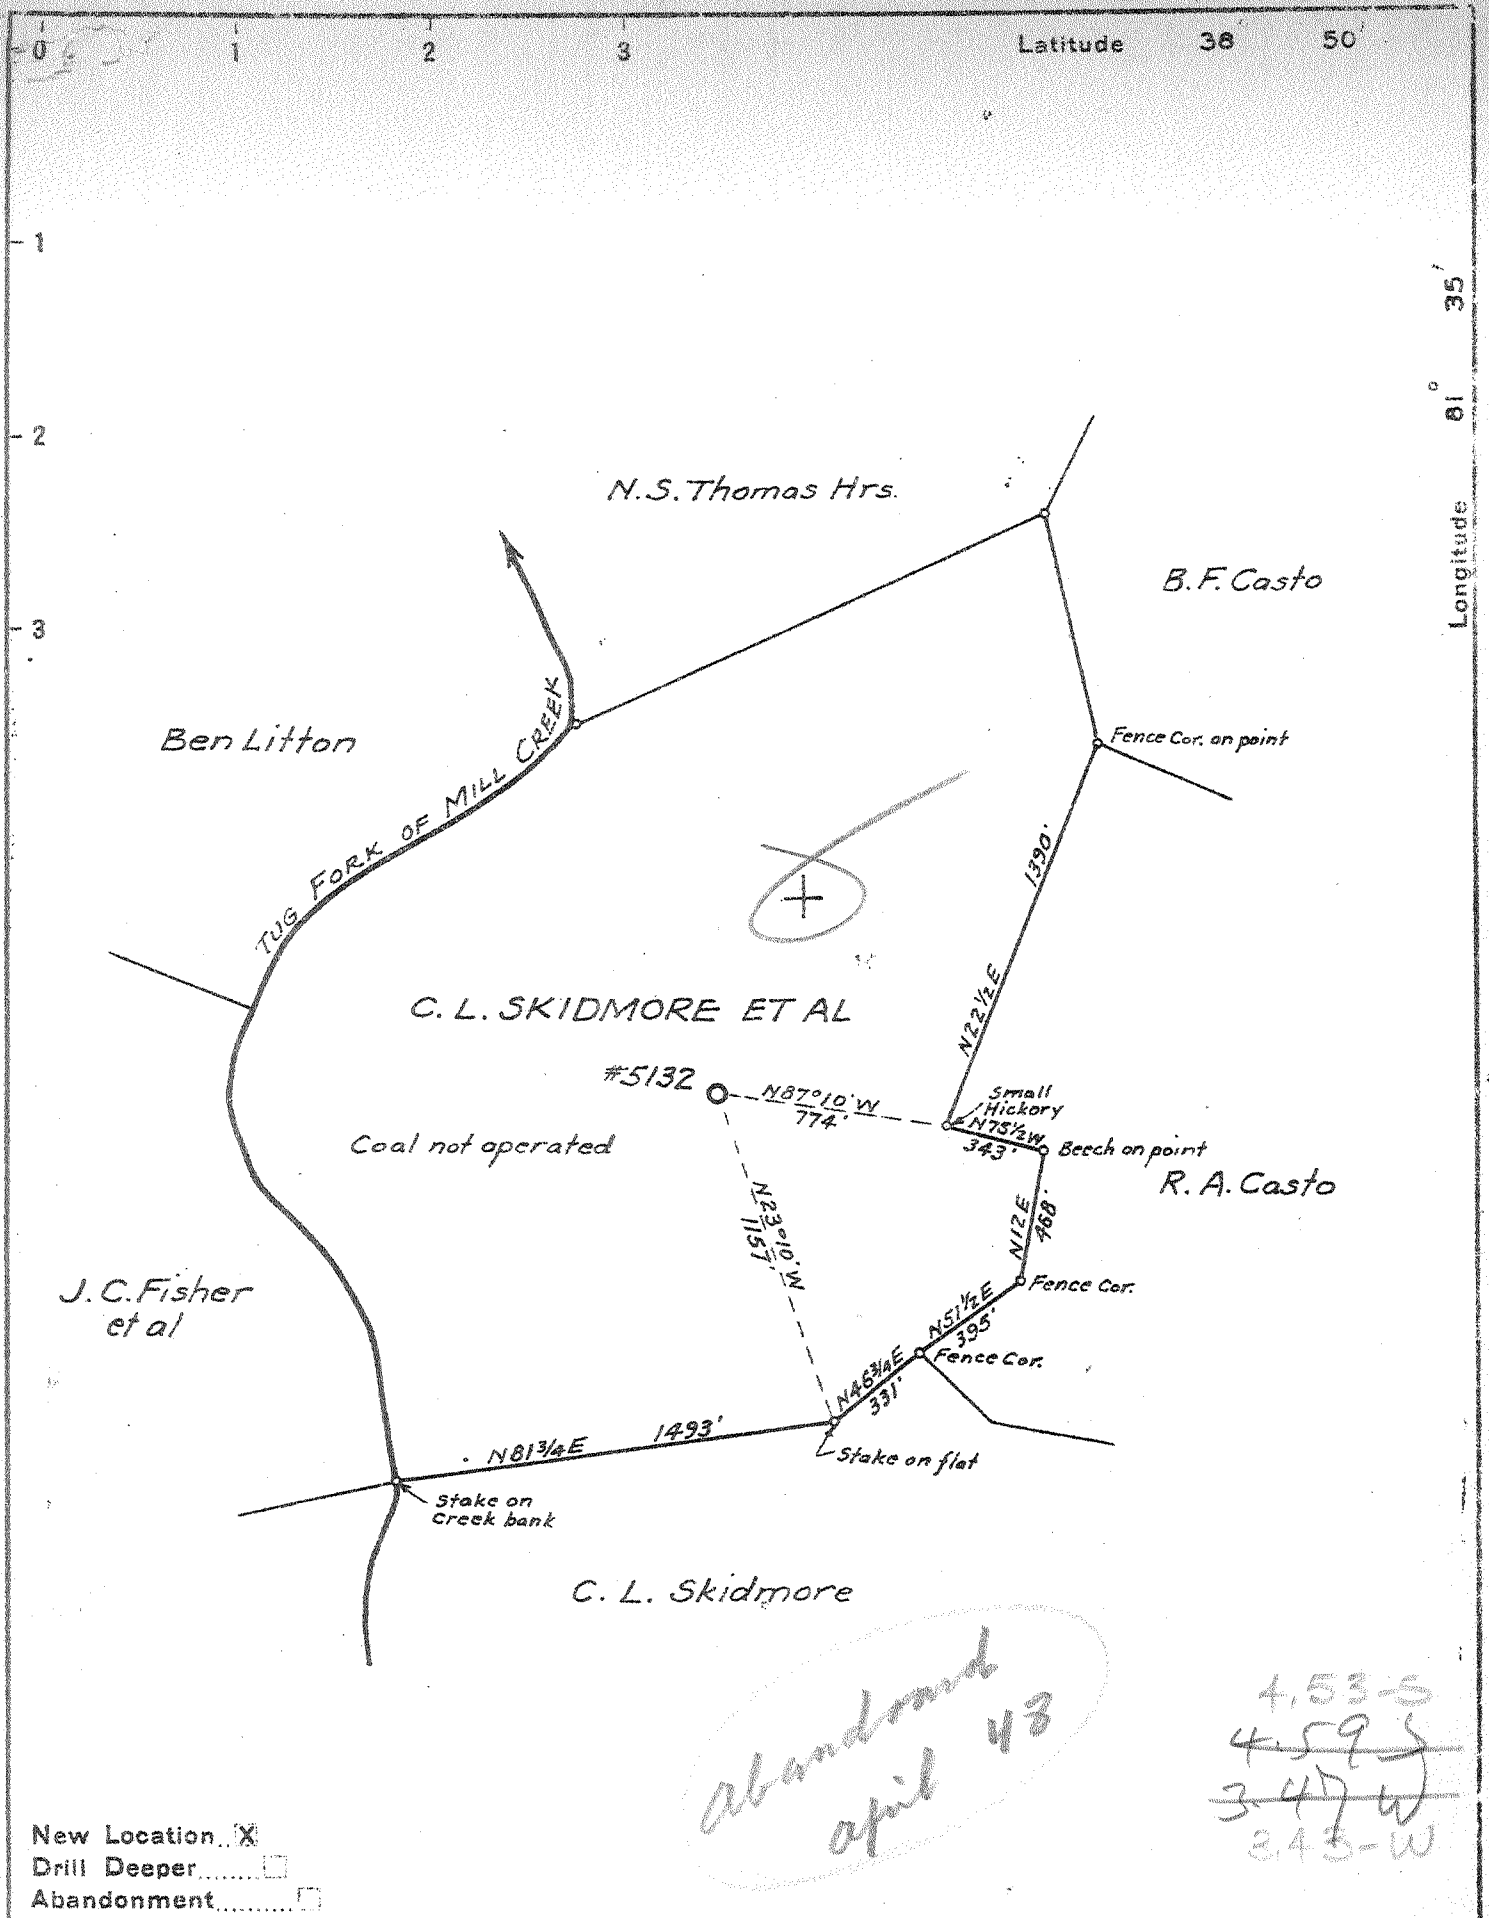 0 1 2 3 Latitude 38° 50'
1
2
3
Longitude 81° 35'
N.S. Thomas Hrs.
B.F. Casto
Ben Litton
TUG FORK OF MILL CREEK
Fence Cor. on point
1390'
N22½E
C. L. SKIDMORE ET AL
#5132
N87°10'W
774'
Small
Hickory
N75½W
343'
Beech on point
Coal not operated
R. A. Casto
N23°10'W
1157'
N12E
468'
J. C. Fisher
et al
Fence Cor.
N51½E
395'
Fence Cor.
N46¾E
331'
N81¾E 1493'
Stake on flat
Stake on
Creek bank
C. L. Skidmore
abandoned
april 48
4.53-S
4.59 S
3.47 W
3.43-W
New Location X
Drill Deeper
Abandonment